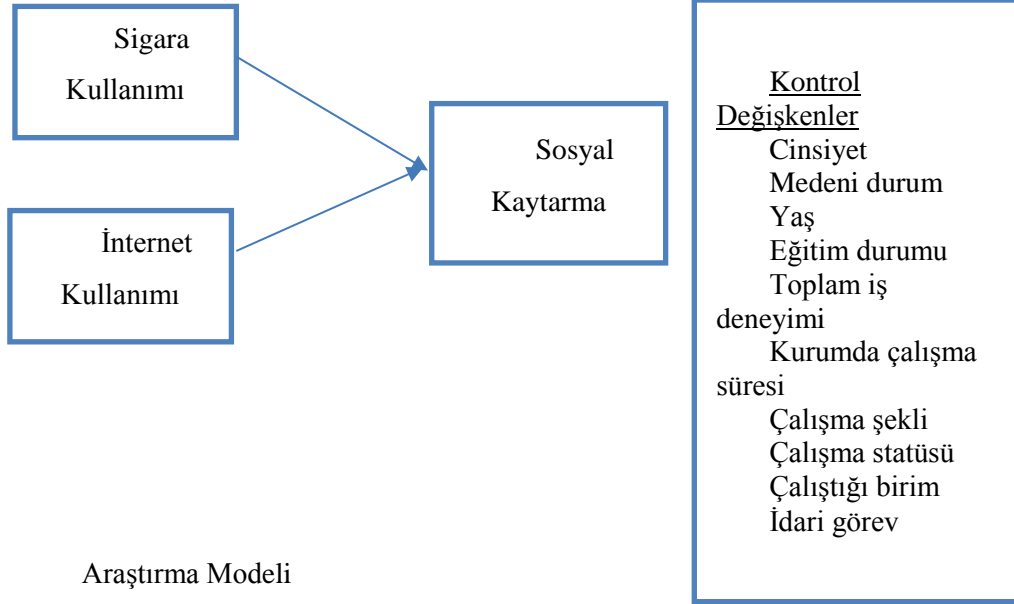 Sigara
Kullanımı
İnternet
Kullanımı
Sosyal
Kaytarma
Kontrol
Değişkenler
Cinsiyet
Medeni durum
Yaş
Eğitim durumu
Toplam iş
deneyimi
Kurumda çalışma
süresi
Çalışma şekli
Çalışma statüsü
Çalıştığı birim
İdari görev
Araştırma Modeli